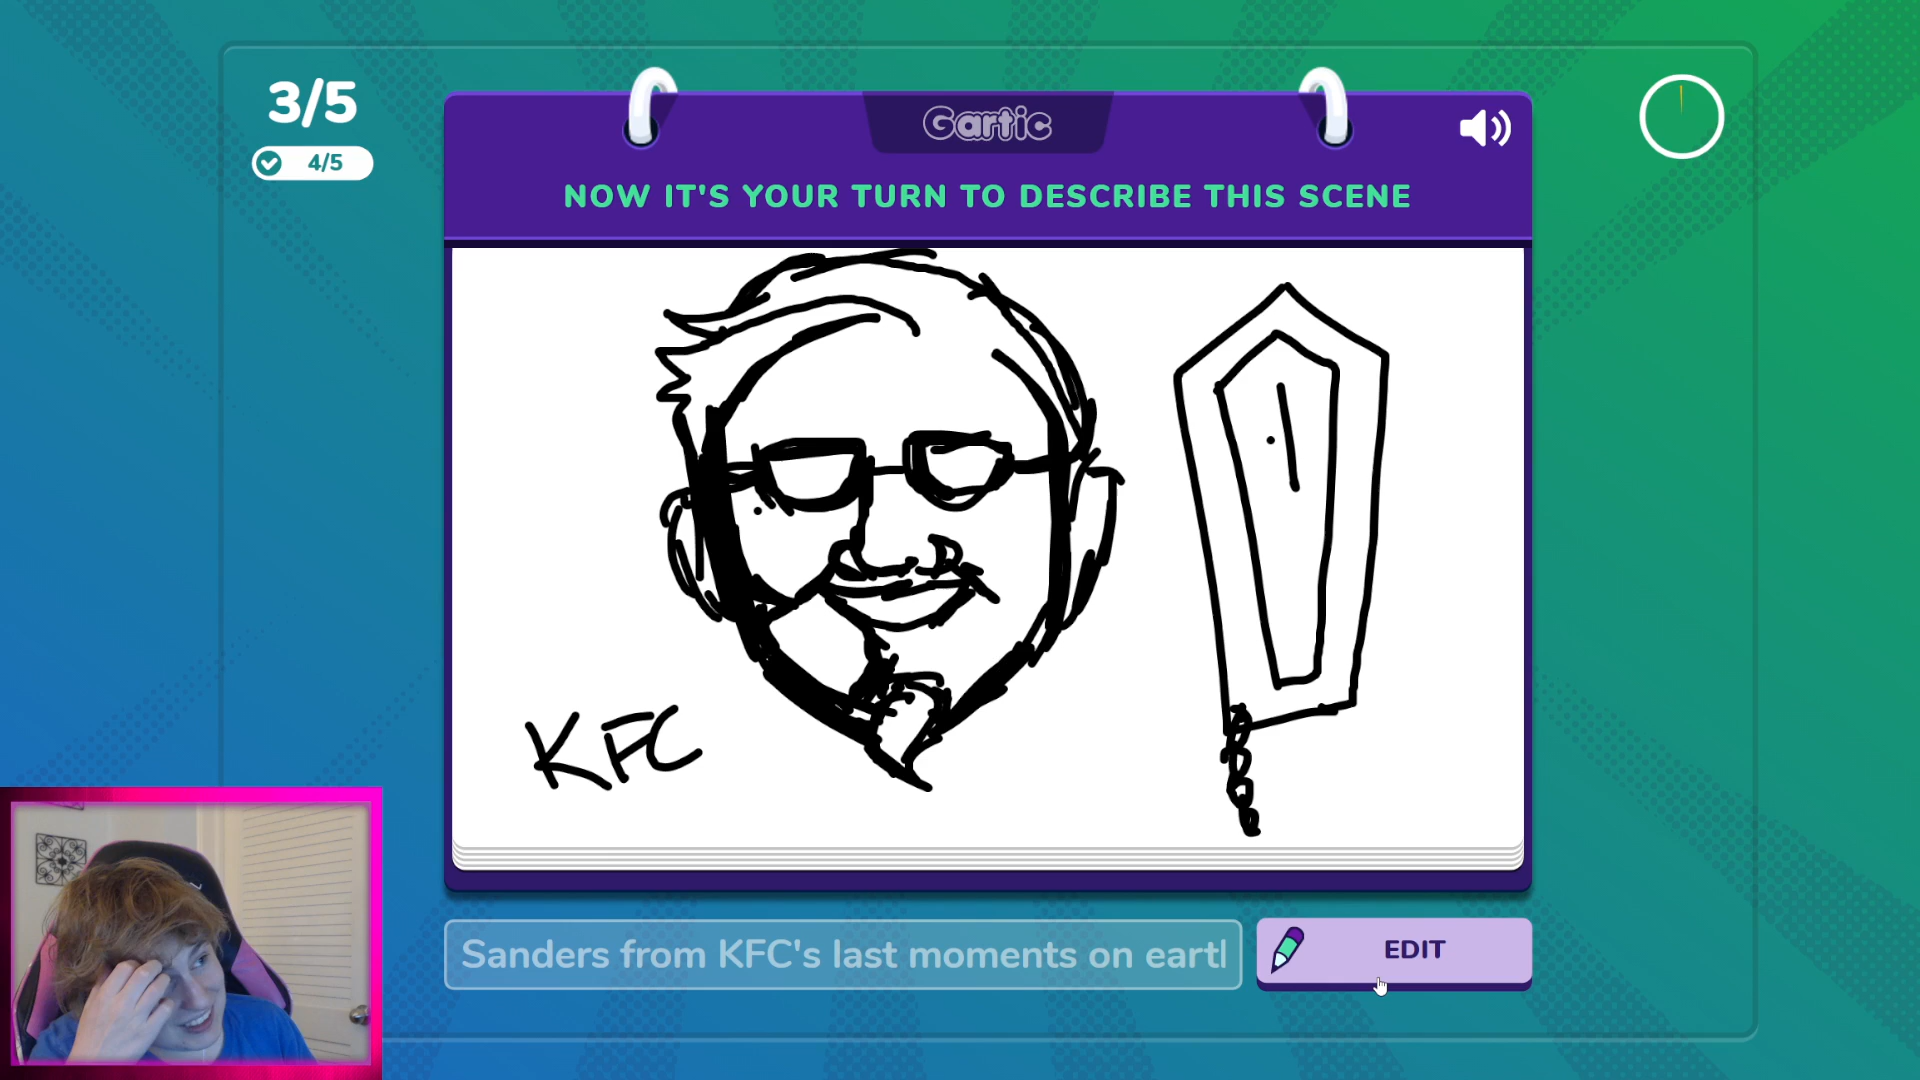 3/5
4/5
Gartic
NOW IT'S YOUR TURN TO DESCRIBE THIS SCENE
KFC
Sanders from KFC's last moments on eartl
EDIT